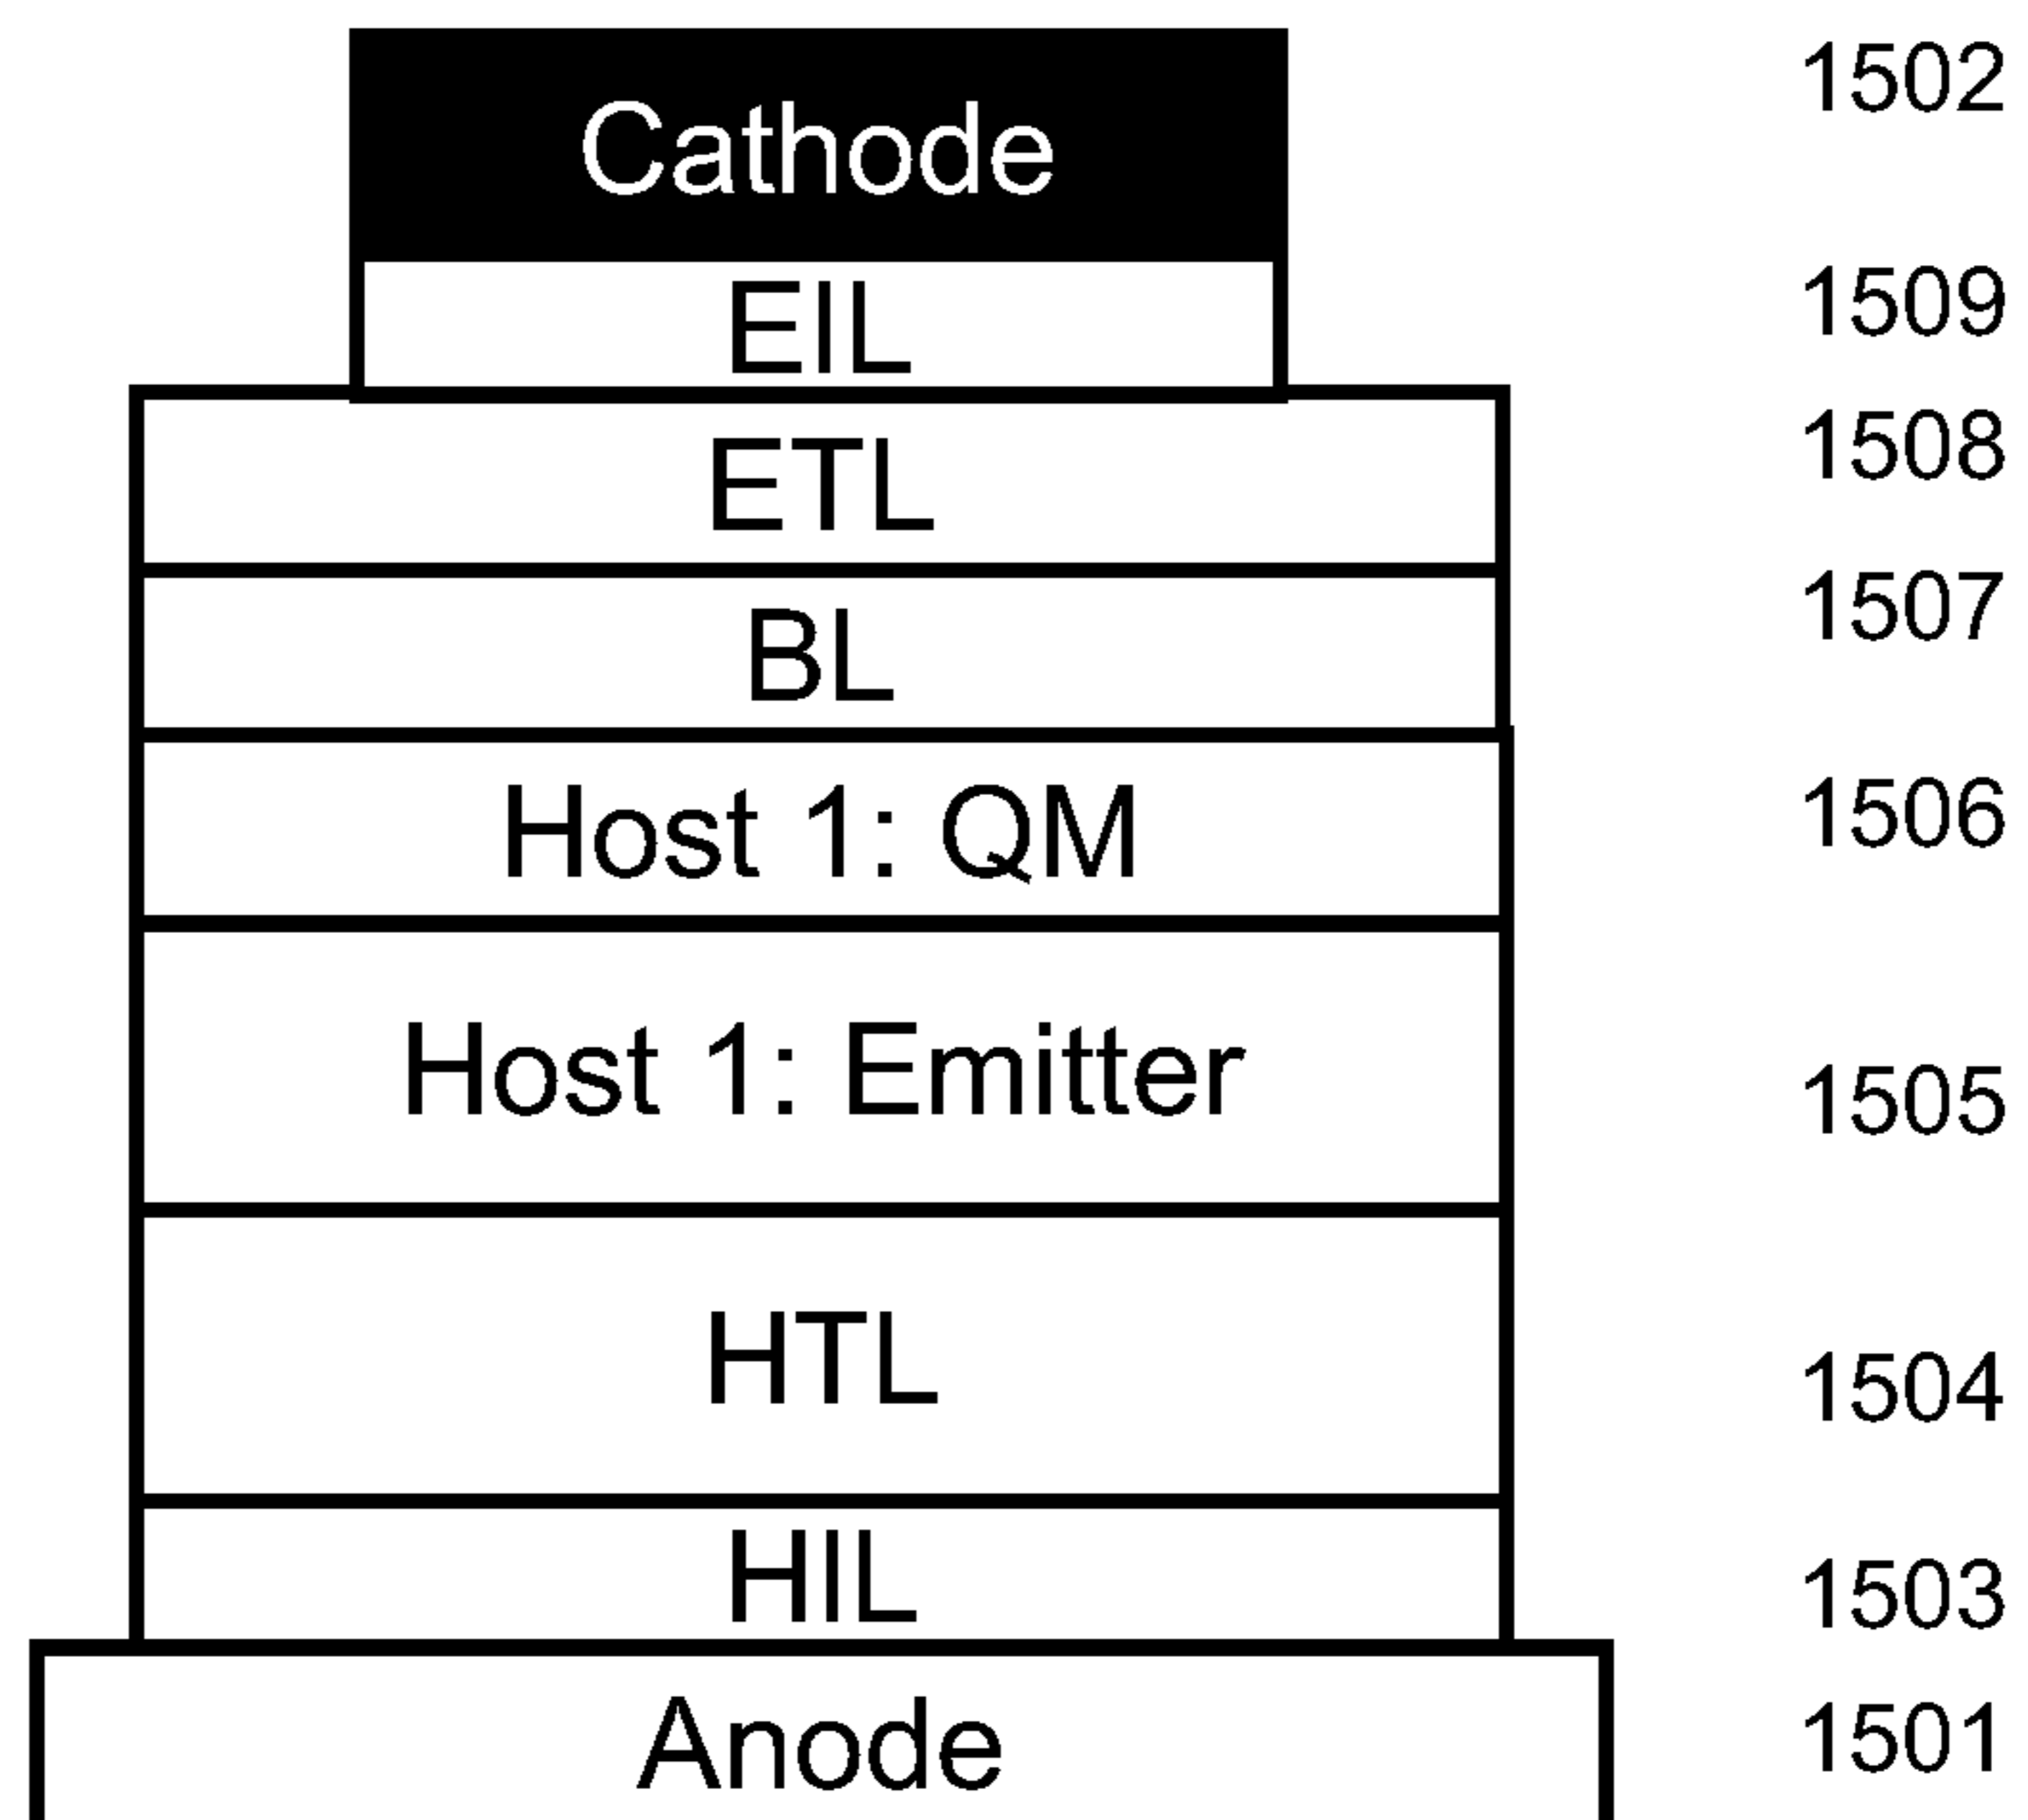 Cathode 1502
EIL 1509
ETL 1508
BL 1507
Host 1: QM 1506
Host 1: Emitter 1505
HTL 1504
HIL 1503
Anode 1501